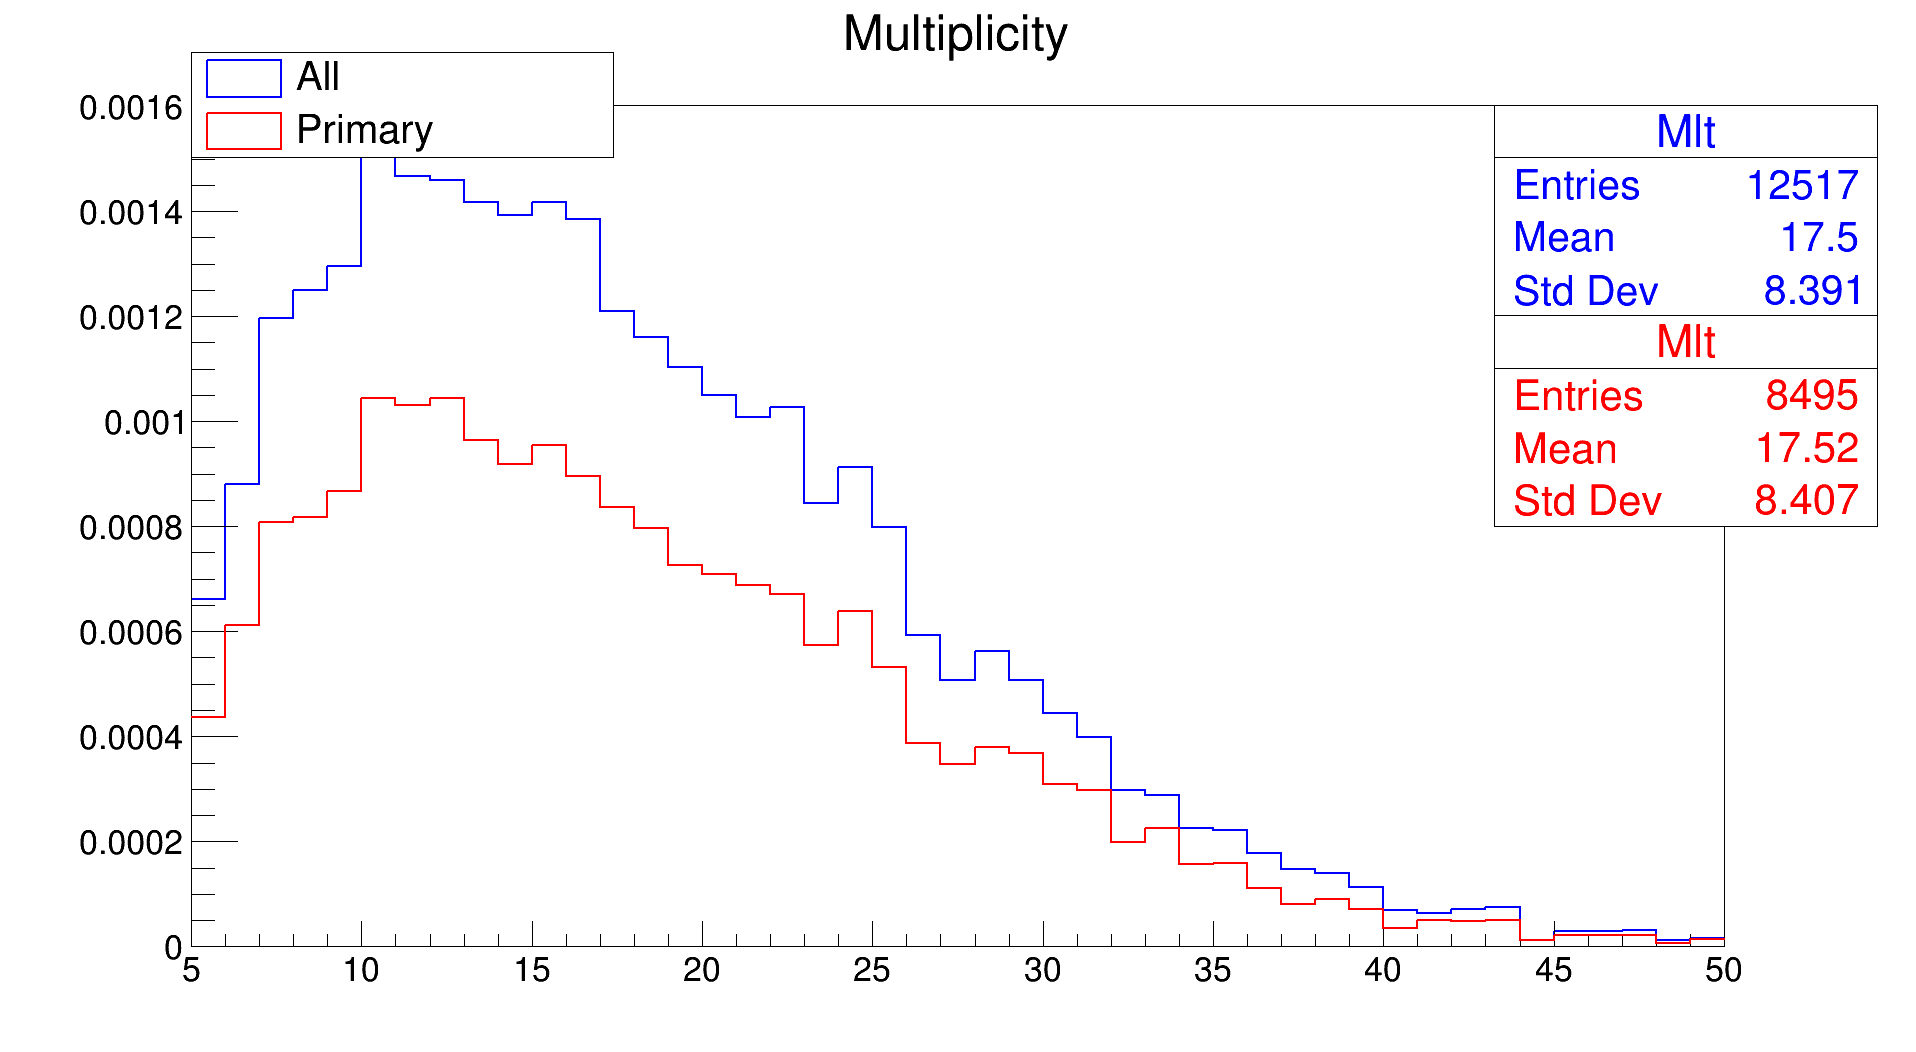 Multiplicity
All
Primary
Mlt
Entries 12517
Mean 17.5
Std Dev 8.391
Mlt
Entries 8495
Mean 17.52
Std Dev 8.407
0.0016
0.0014
0.0012
0.001
0.0008
0.0006
0.0004
0.0002
0
5 10 15 20 25 30 35 40 45 50